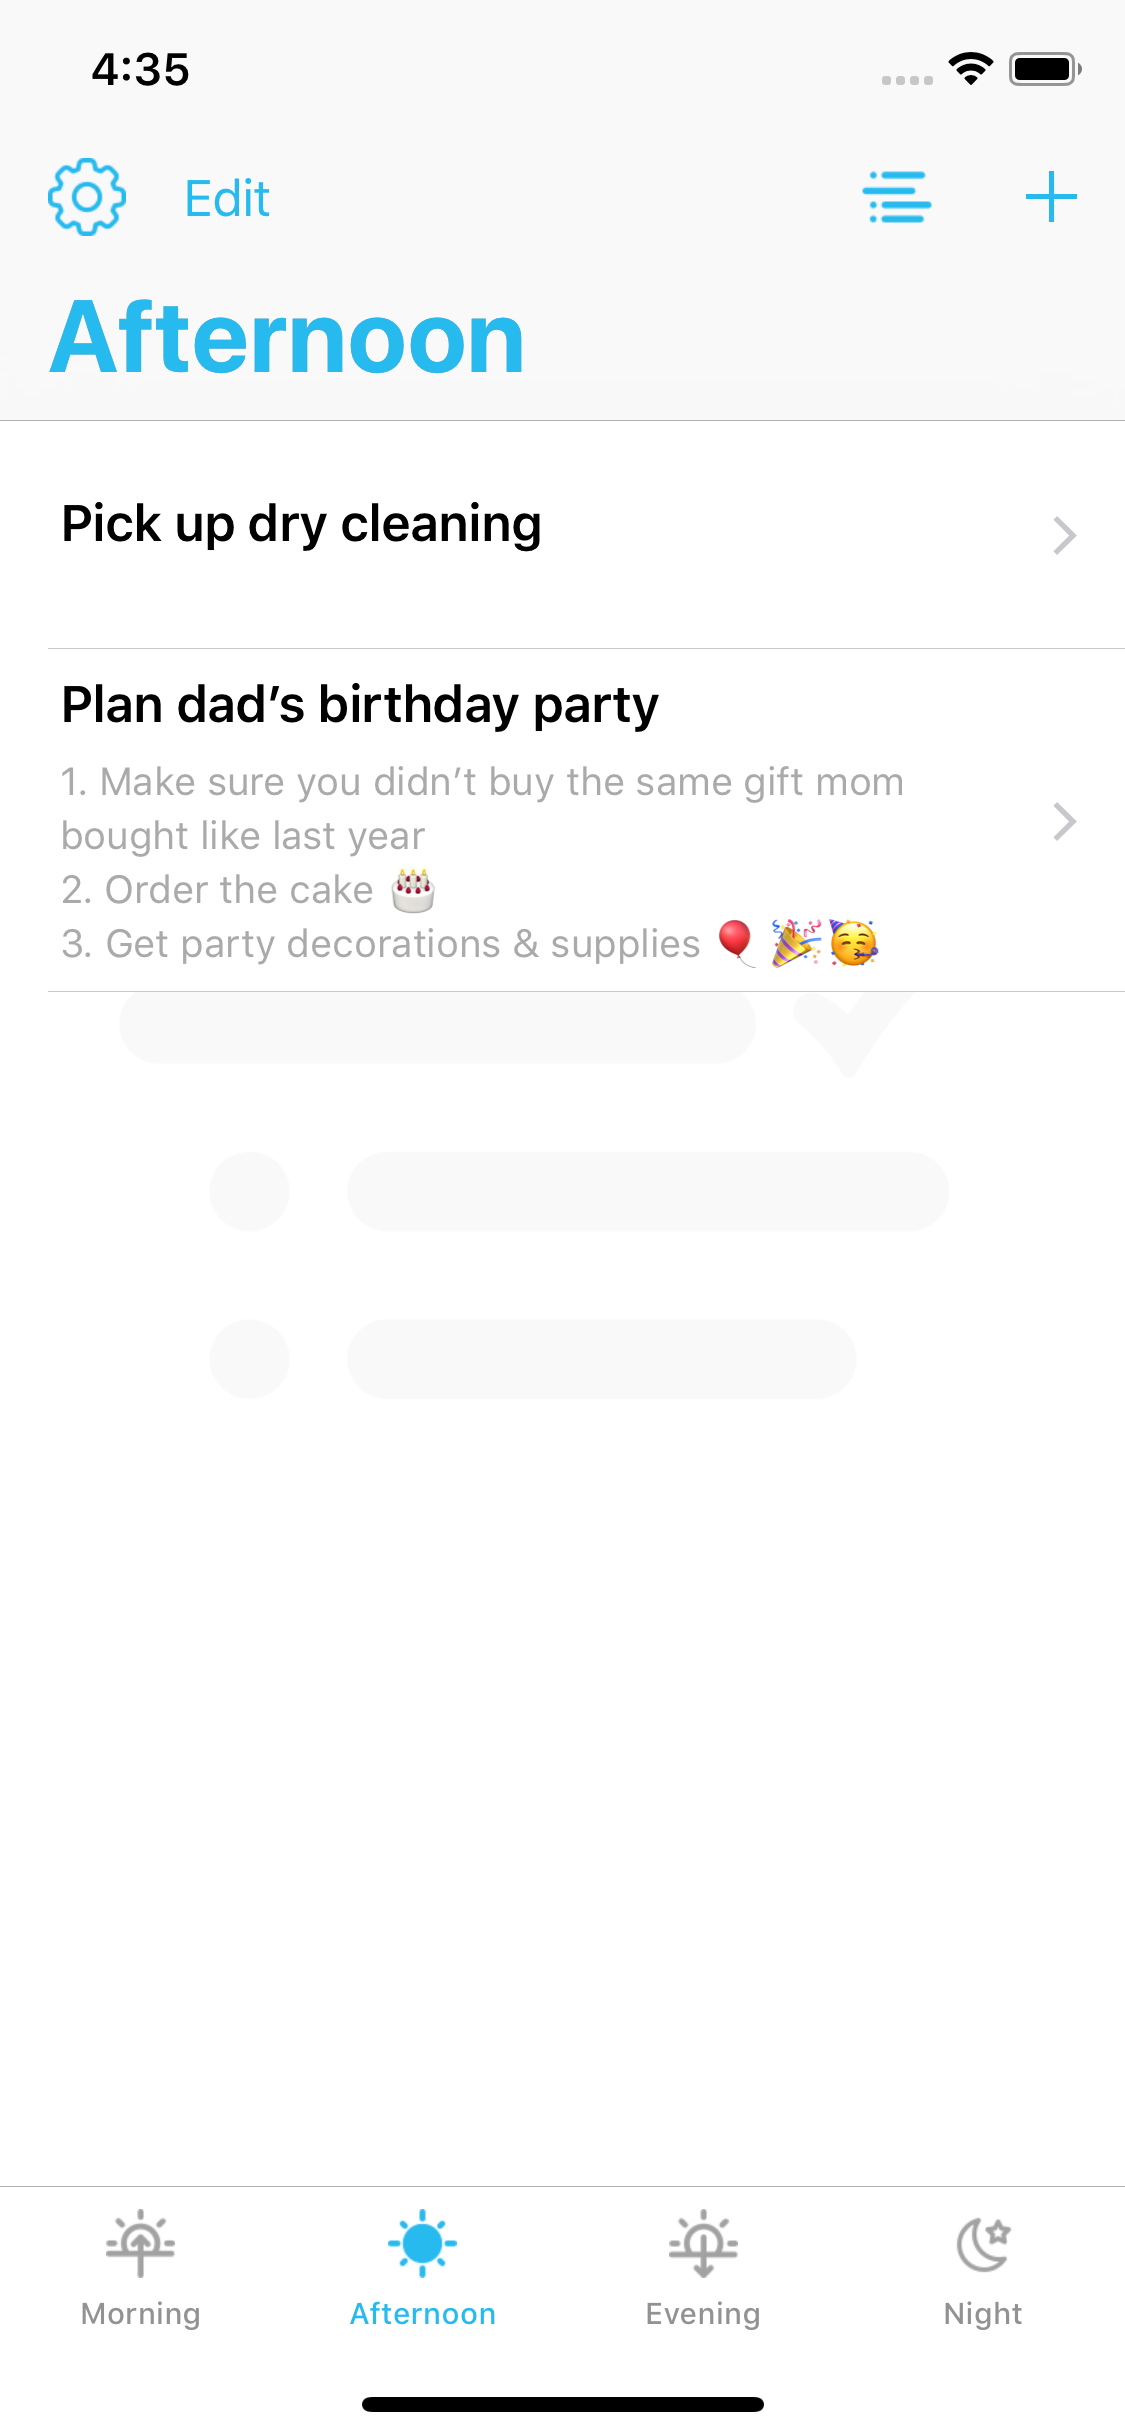 4:35
Edit
Afternoon
Pick up dry cleaning
Plan dad’s birthday party
1. Make sure you didn’t buy the same gift mom
bought like last year
2. Order the cake 🎂
3. Get party decorations & supplies 🎈🎉🥳
Morning
Afternoon
Evening
Night